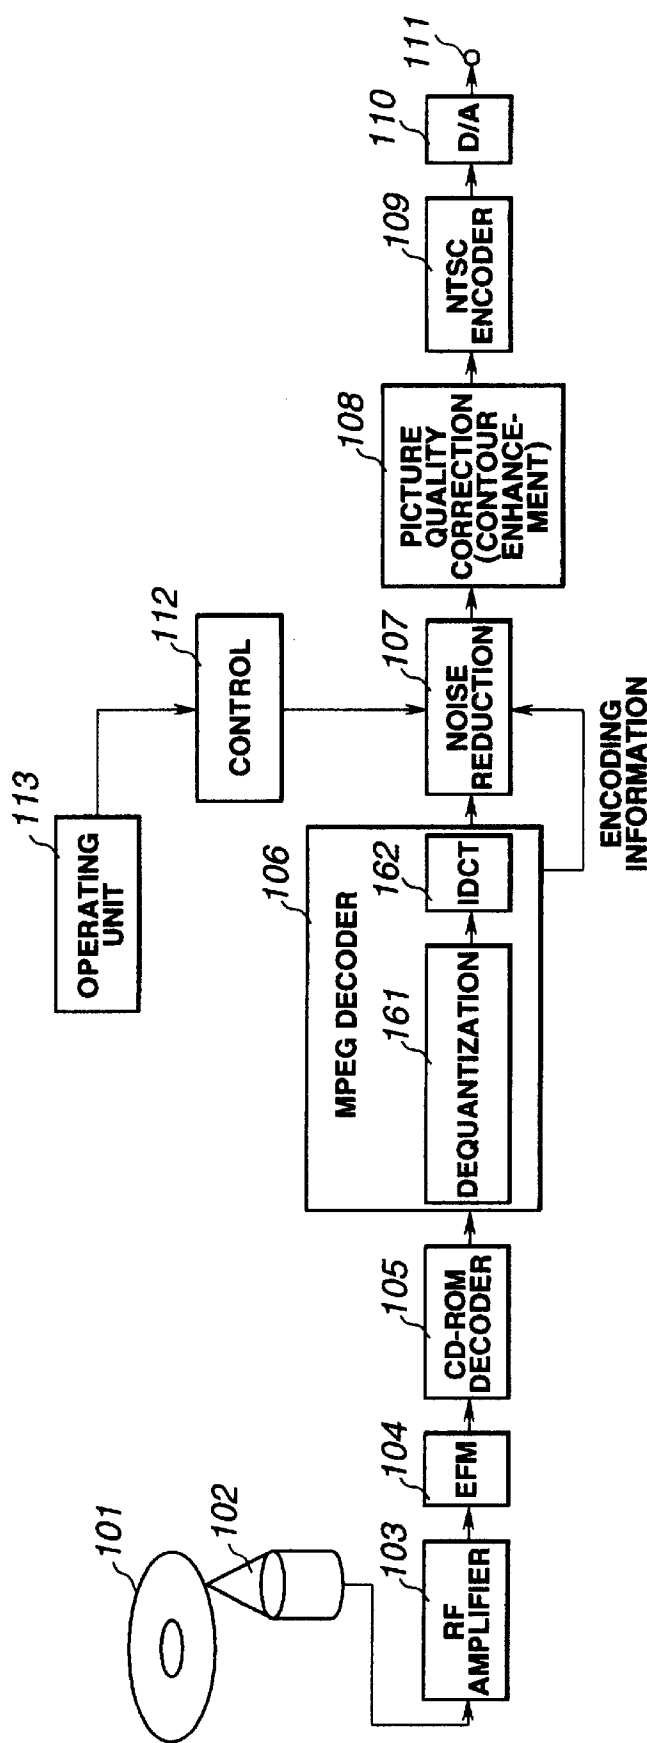 101
102
103
RF
AMPLIFIER
104
EFM
105
CD-ROM
DECODER
106
MPEG DECODER
161
DEQUANTIZATION
162
IDCT
ENCODING
INFORMATION
113
OPERATING
UNIT
112
CONTROL
107
NOISE
REDUCTION
108
PICTURE
QUALITY
CORRECTION
(CONTOUR
ENHANCE-
MENT)
109
NTSC
ENCODER
110
D/A
111